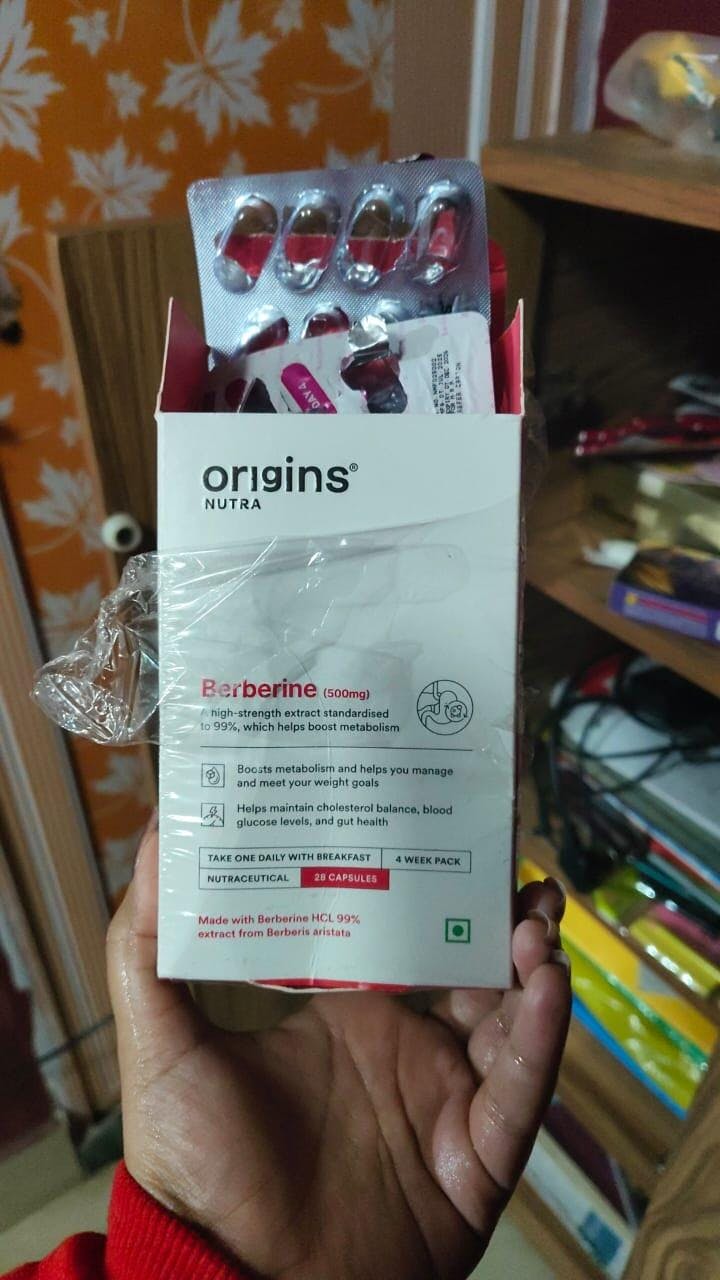 DAY 4
origins®
NUTRA
Berberine (500mg)
A high-strength extract standardised
to 99%, which helps boost metabolism
Boosts metabolism and helps you manage
and meet your weight goals
Helps maintain cholesterol balance, blood
glucose levels, and gut health
TAKE ONE DAILY WITH BREAKFAST
4 WEEK PACK
NUTRACEUTICAL
28 CAPSULES
Made with Berberine HCL 99%
extract from Berberis aristata